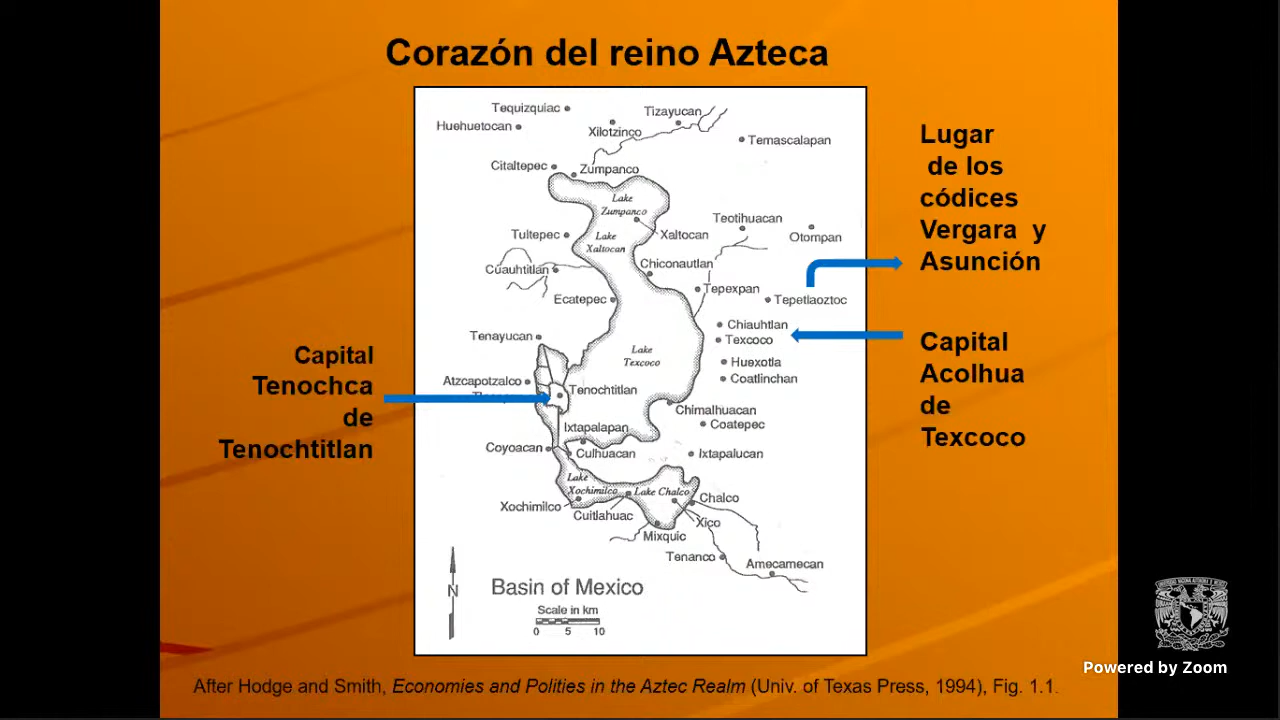 Corazón del reino Azteca
Tequizquiac
Tizayucan
Huehuetocan
Xilotzinco
Temascalapan
Citaltepec
Zumpanco
Lake
Zumpanco
Teotihuacan
Tultepec
Lake
Xaltocan
Xaltocan
Otompan
Cuauhtitlan
Chiconautlan
Tepexpan
Ecatepec
Tepetlaoztoc
Chiauhtlan
Tenayucan
Texcoco
Lake
Texcoco
Huexotla
Atzcapotzalco
Coatlinchan
Tenochtitlan
Chimalhuacan
Ixtapalapan
Coatepec
Coyoacan
Culhuacan
Ixtapalucan
Lake
Xochimilco
Lake Chalco
Chalco
Xochimilco
Cuitlahuac
Xico
Mixquic
Tenanco
Amecamecan
N
Basin of Mexico
Scale in km
0 5 10
Lugar
de los
códices
Vergara y
Asunción
Capital
Acolhua
de
Texcoco
Capital
Tenochca
de
Tenochtitlan
After Hodge and Smith, Economies and Polities in the Aztec Realm (Univ. of Texas Press, 1994), Fig. 1.1.
Powered by Zoom